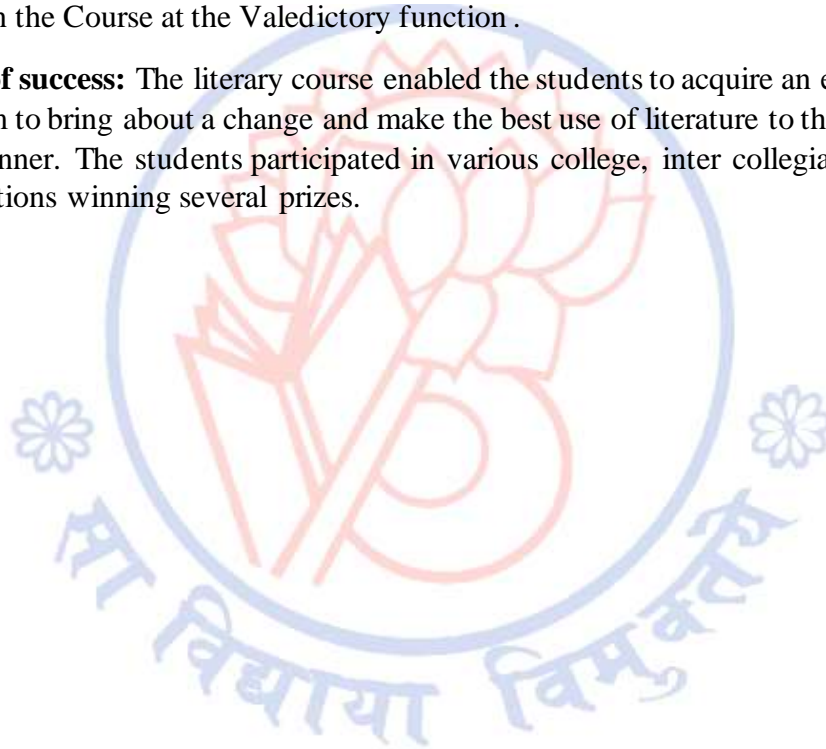 n the Course at the Valedictory function .
of success: The literary course enabled the students to acquire an e
n to bring about a change and make the best use of literature to th
nner. The students participated in various college, inter collegia
tions winning several prizes.
सा विद्याया विमुक्तये